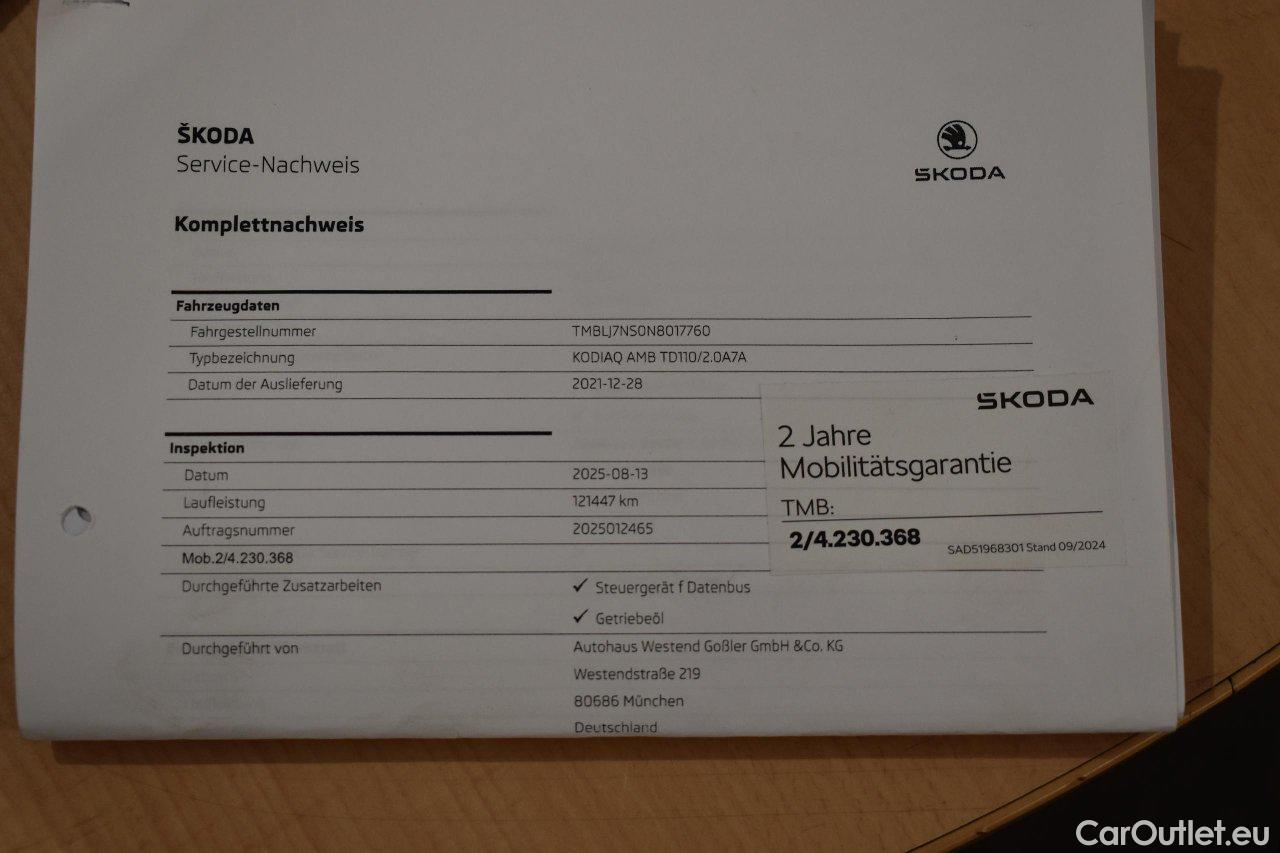 ŠKODA
Service-Nachweis
SKODA
Komplettnachweis
Fahrzeugdaten
Fahrgestellnummer TMBLJ7NS0N8017760
Typbezeichnung KODIAQ AMB TD110/2.0A7A
Datum der Auslieferung 2021-12-28
Inspektion
Datum 2025-08-13
Laufleistung 121447 km
Auftragsnummer 2025012465
Mob.2/4.230.368
Durchgeführte Zusatzarbeiten ✓ Steuergerät f Datenbus
✓ Getriebeöl
Durchgeführt von Autohaus Westend Goßler GmbH &Co. KG
Westendstraße 219
80686 München
Deutschland
SKODA
2 Jahre
Mobilitätsgarantie
TMB:
2/4.230.368
SAD51968301 Stand 09/2024
CarOutlet.eu